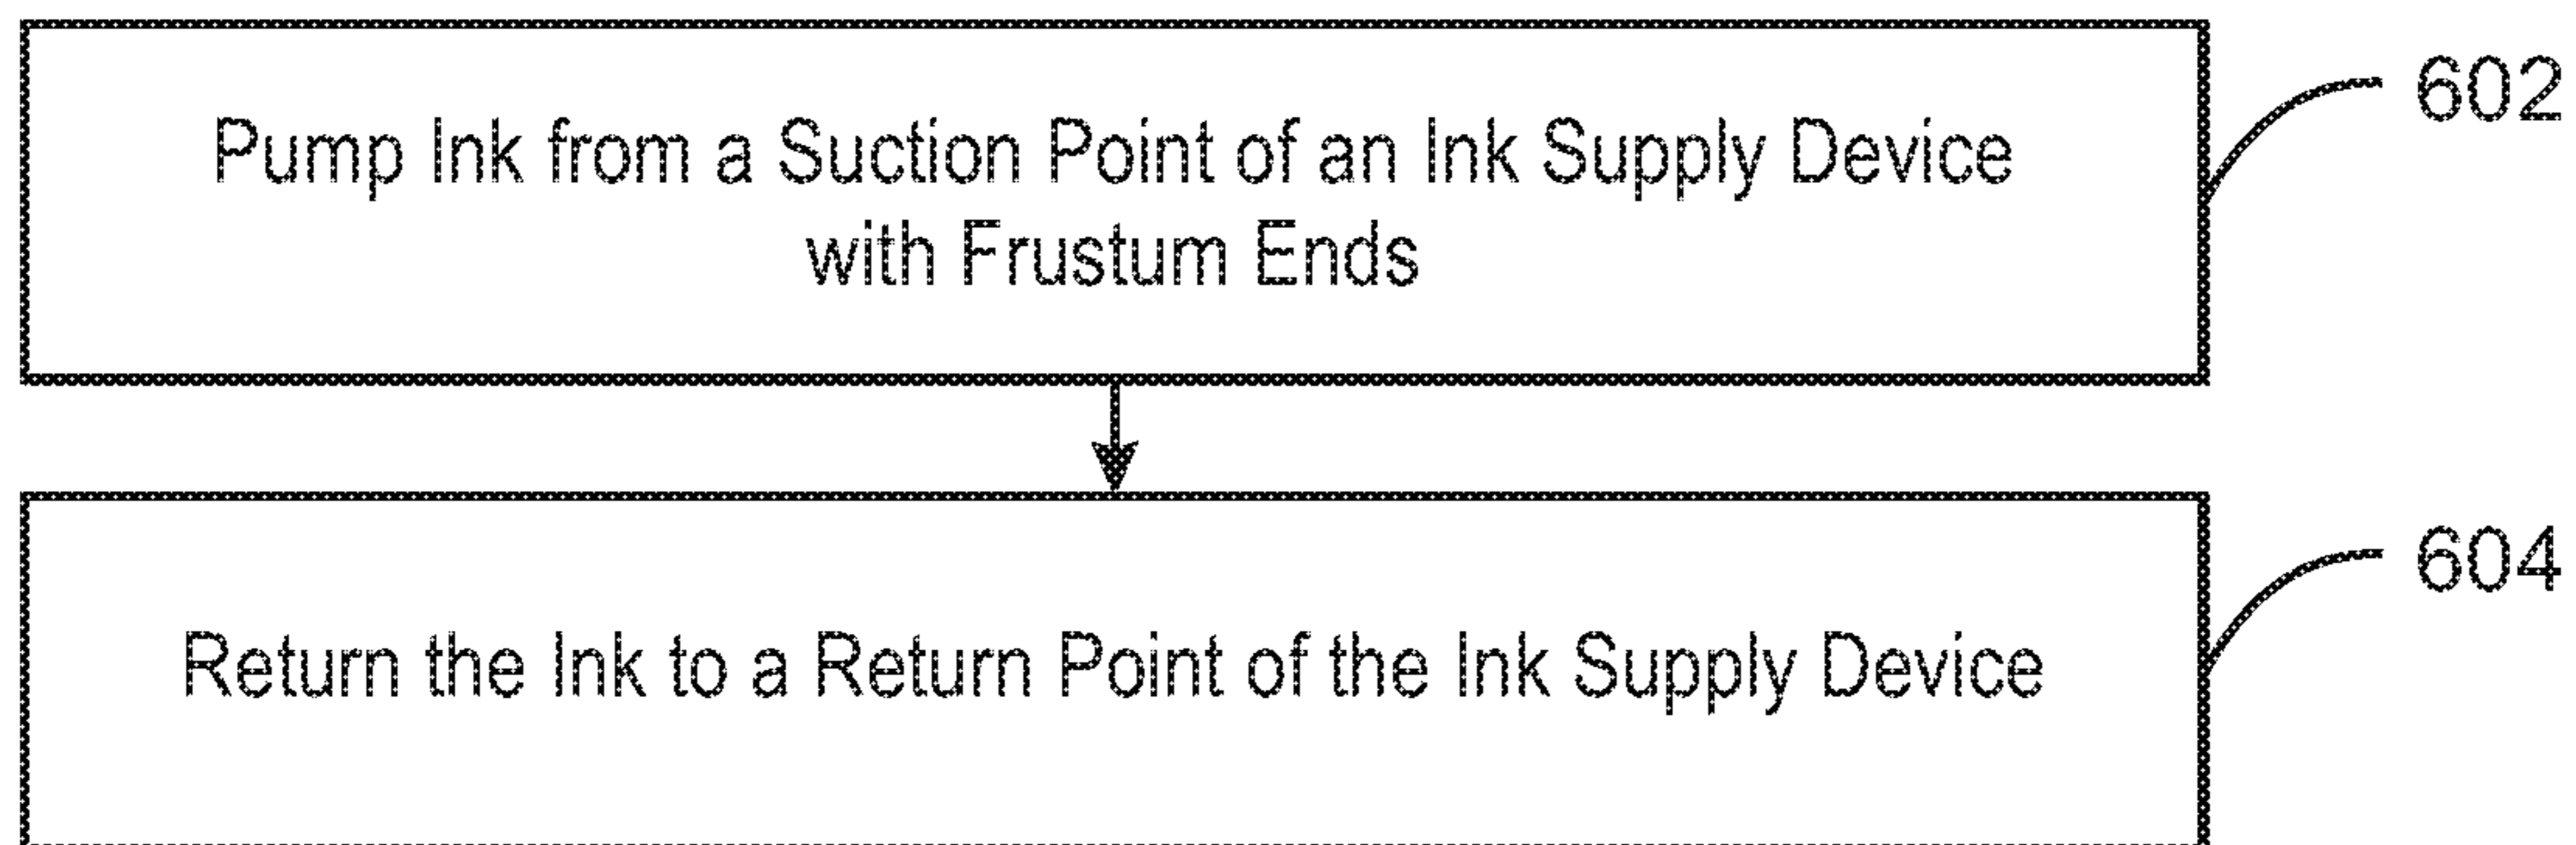 Pump Ink from a Suction Point of an Ink Supply Device
with Frustum Ends
602
Return the Ink to a Return Point of the Ink Supply Device
604